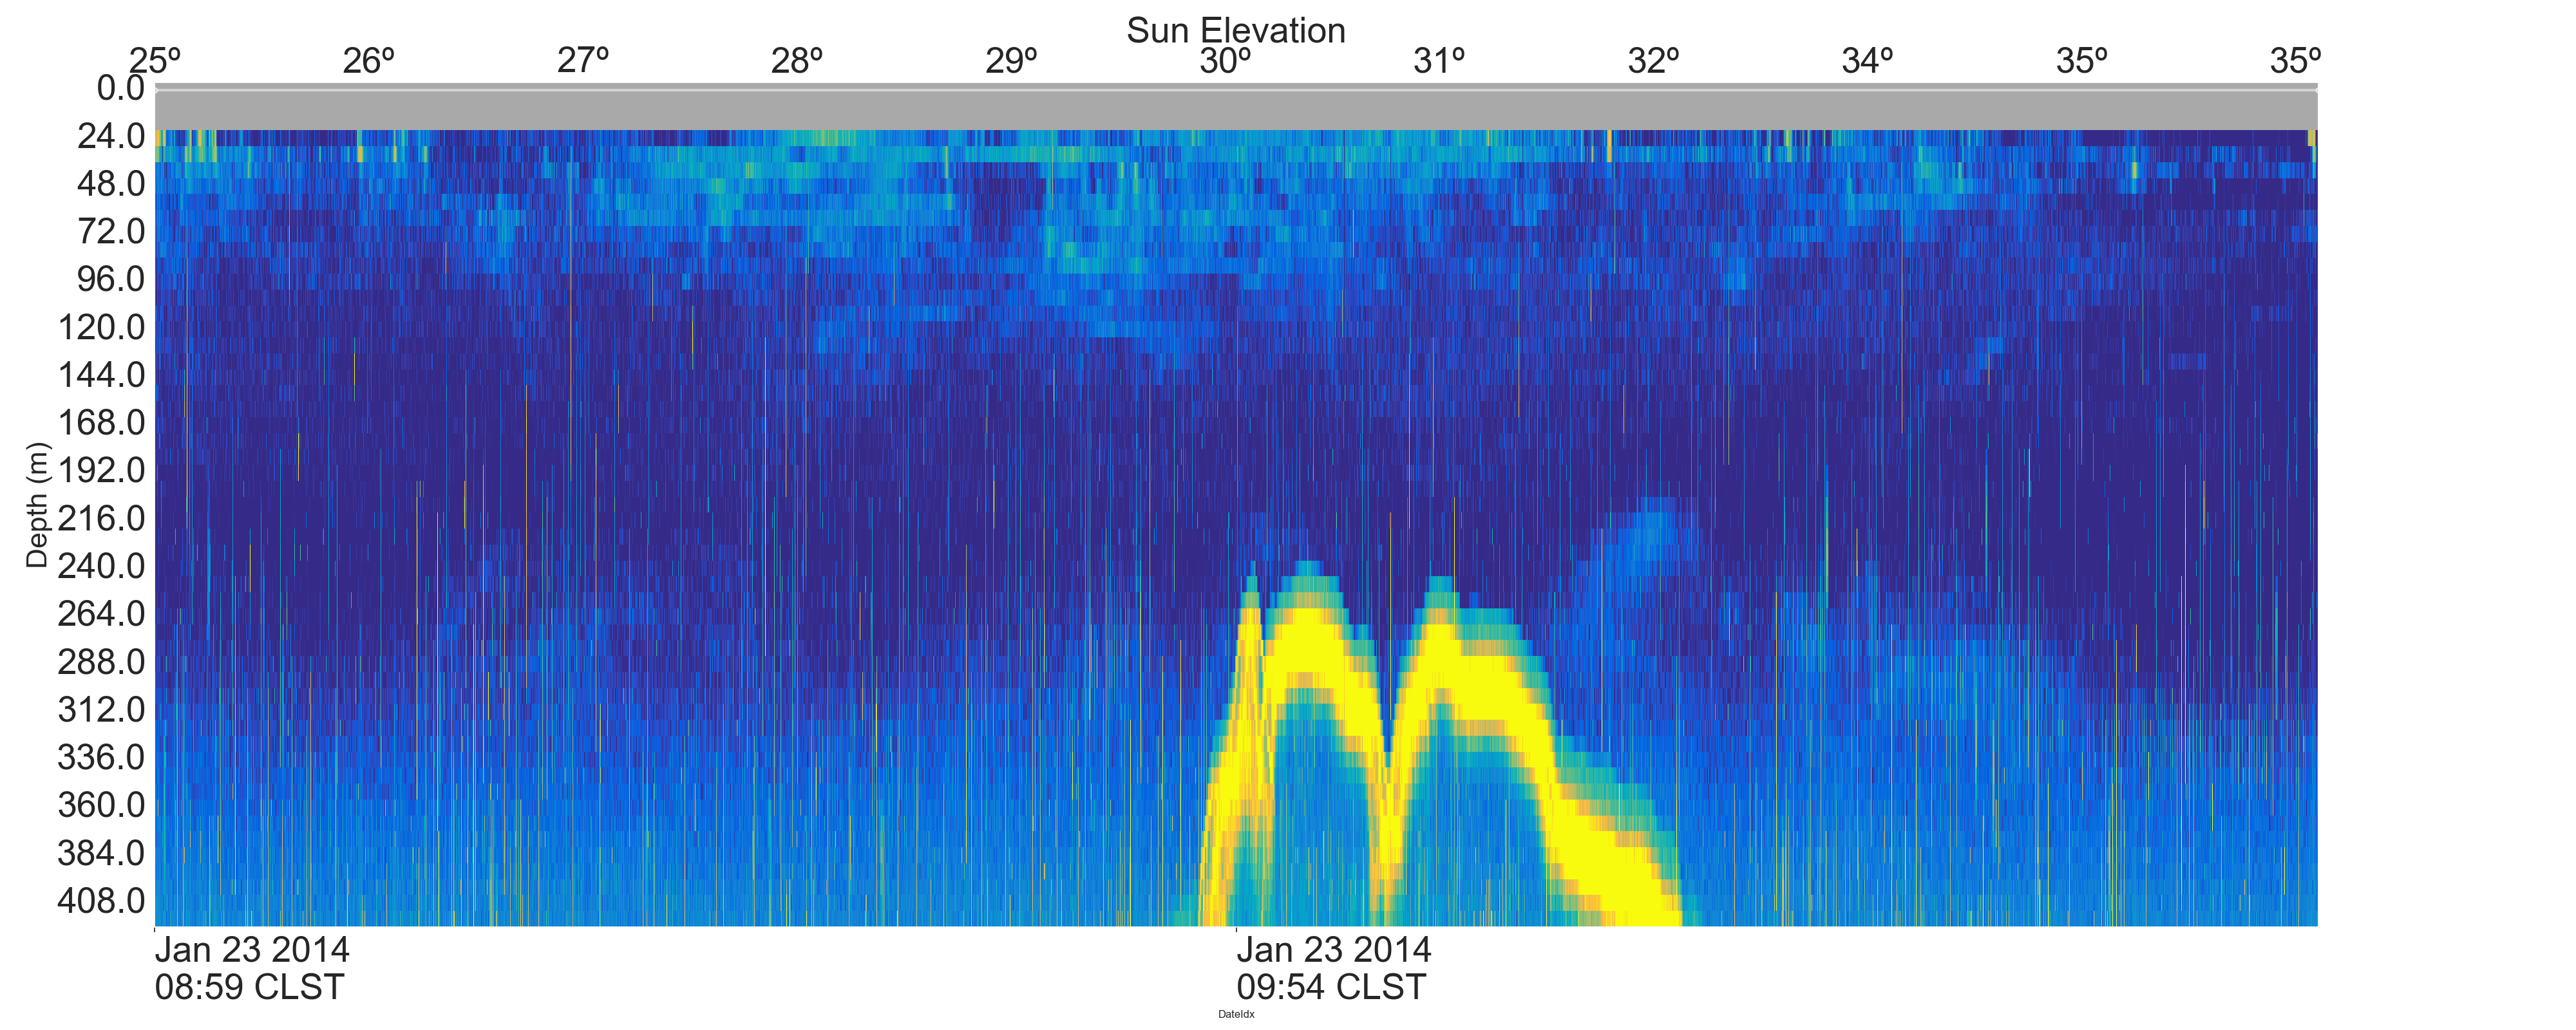 Sun Elevation
25º 26º 27º 28º 29º 30º 31º 32º 34º 35º 35º
0.0
24.0
48.0
72.0
96.0
120.0
144.0
168.0
192.0
216.0
240.0
264.0
288.0
312.0
336.0
360.0
384.0
408.0
Depth (m)
Jan 23 2014
08:59 CLST
Jan 23 2014
09:54 CLST
DateIdx